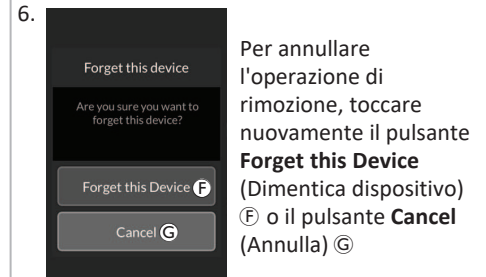 6.
Forget this device
Are you sure you want to
forget this device?
Forget this Device Ⓕ
Cancel Ⓖ
Per annullare
l'operazione di
rimozione, toccare
nuovamente il pulsante
Forget this Device
(Dimentica dispositivo)
Ⓕ o il pulsante Cancel
(Annulla) Ⓖ